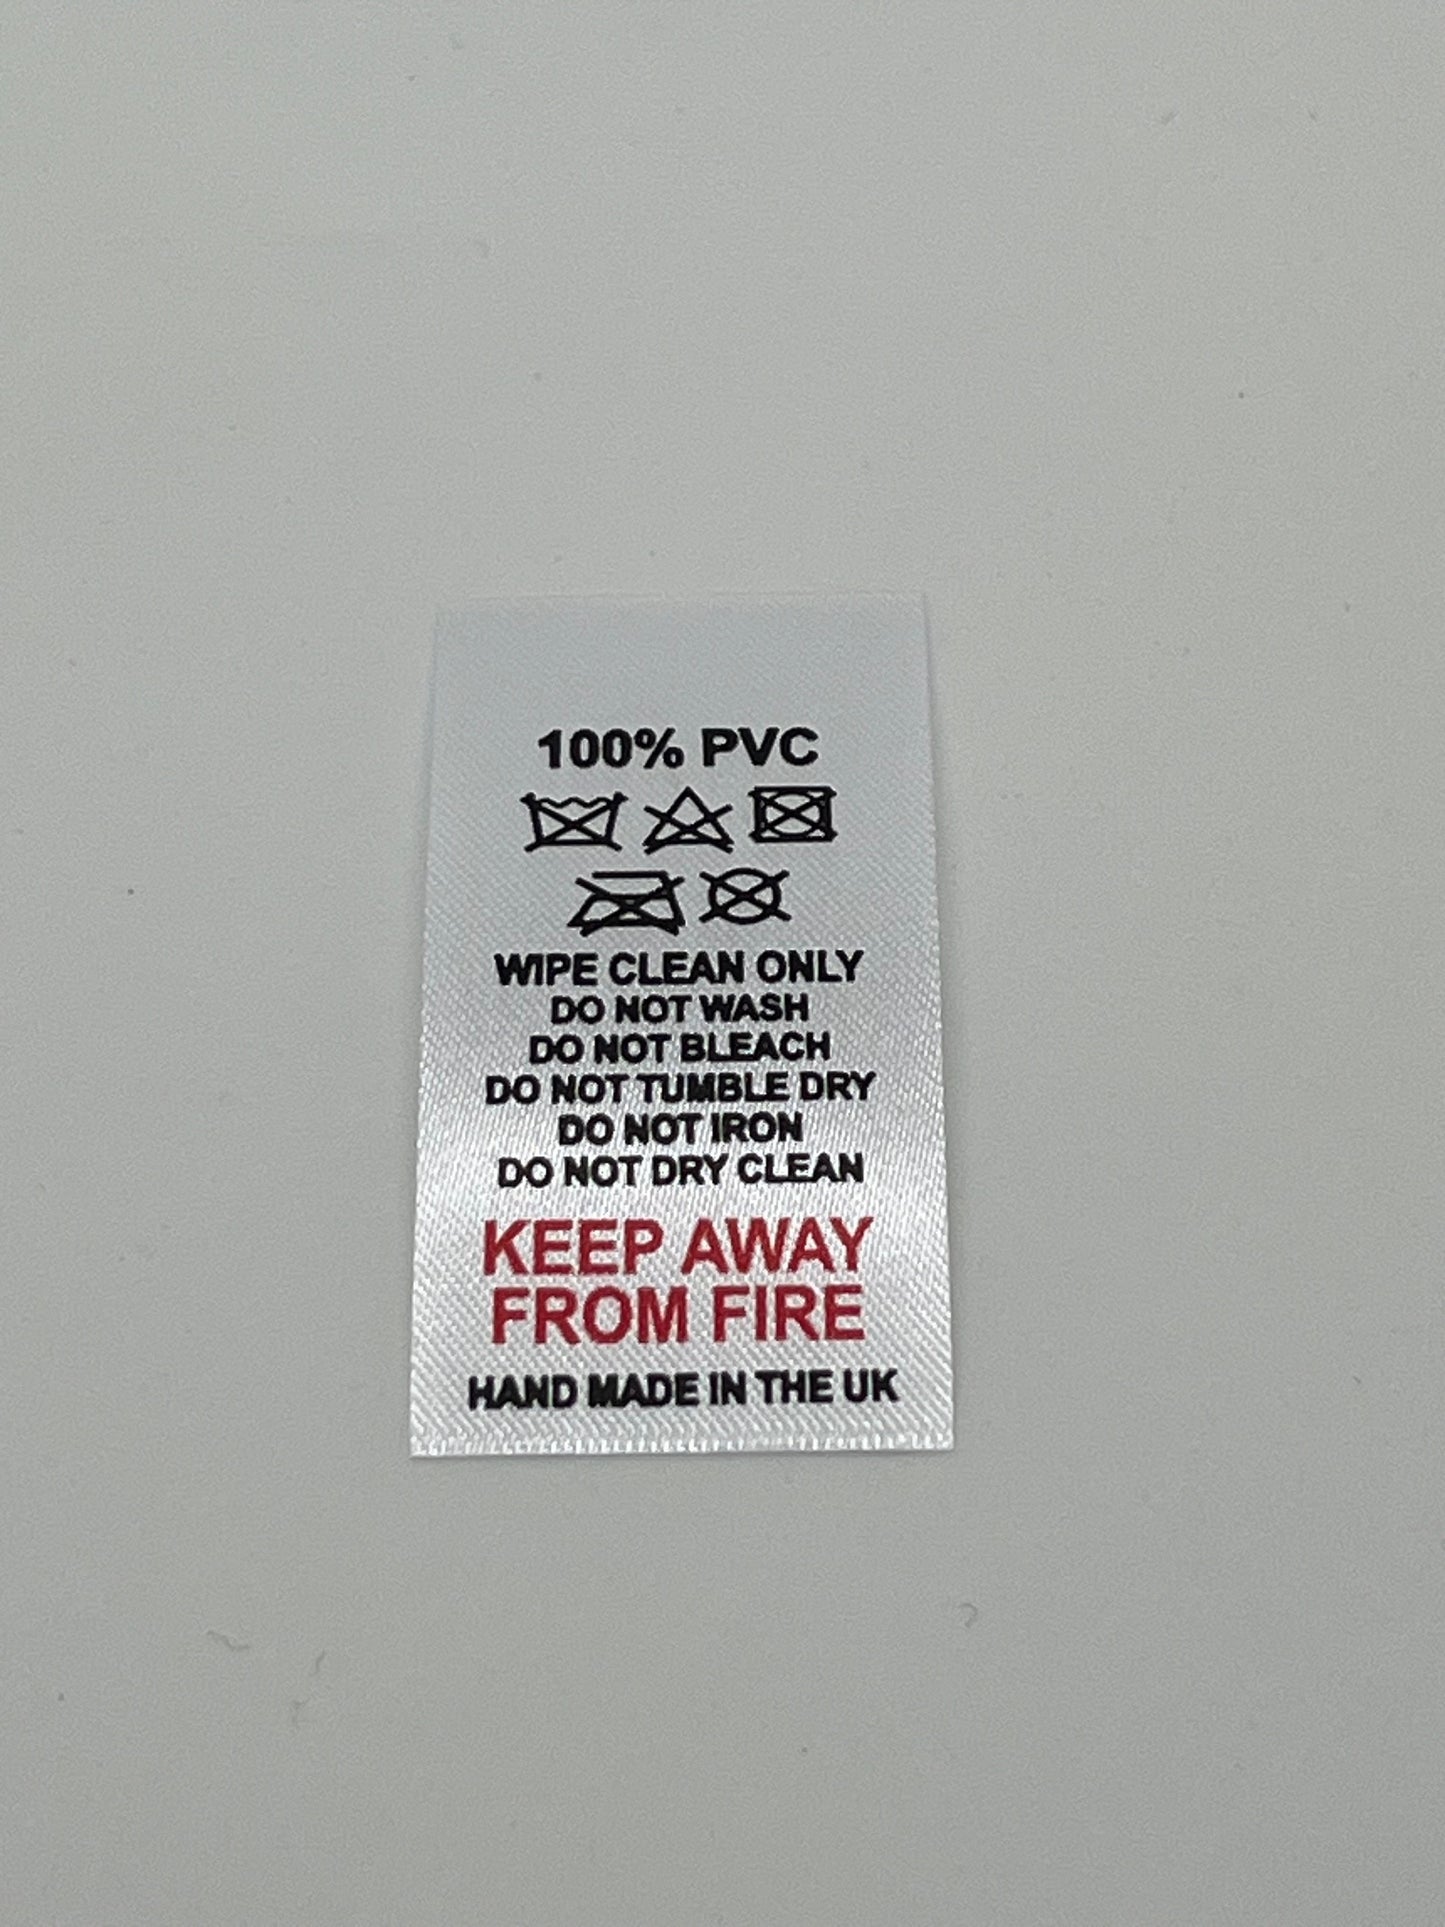 100% PVC
WIPE CLEAN ONLY
DO NOT WASH
DO NOT BLEACH
DO NOT TUMBLE DRY
DO NOT IRON
DO NOT DRY CLEAN
KEEP AWAY
FROM FIRE
HAND MADE IN THE UK